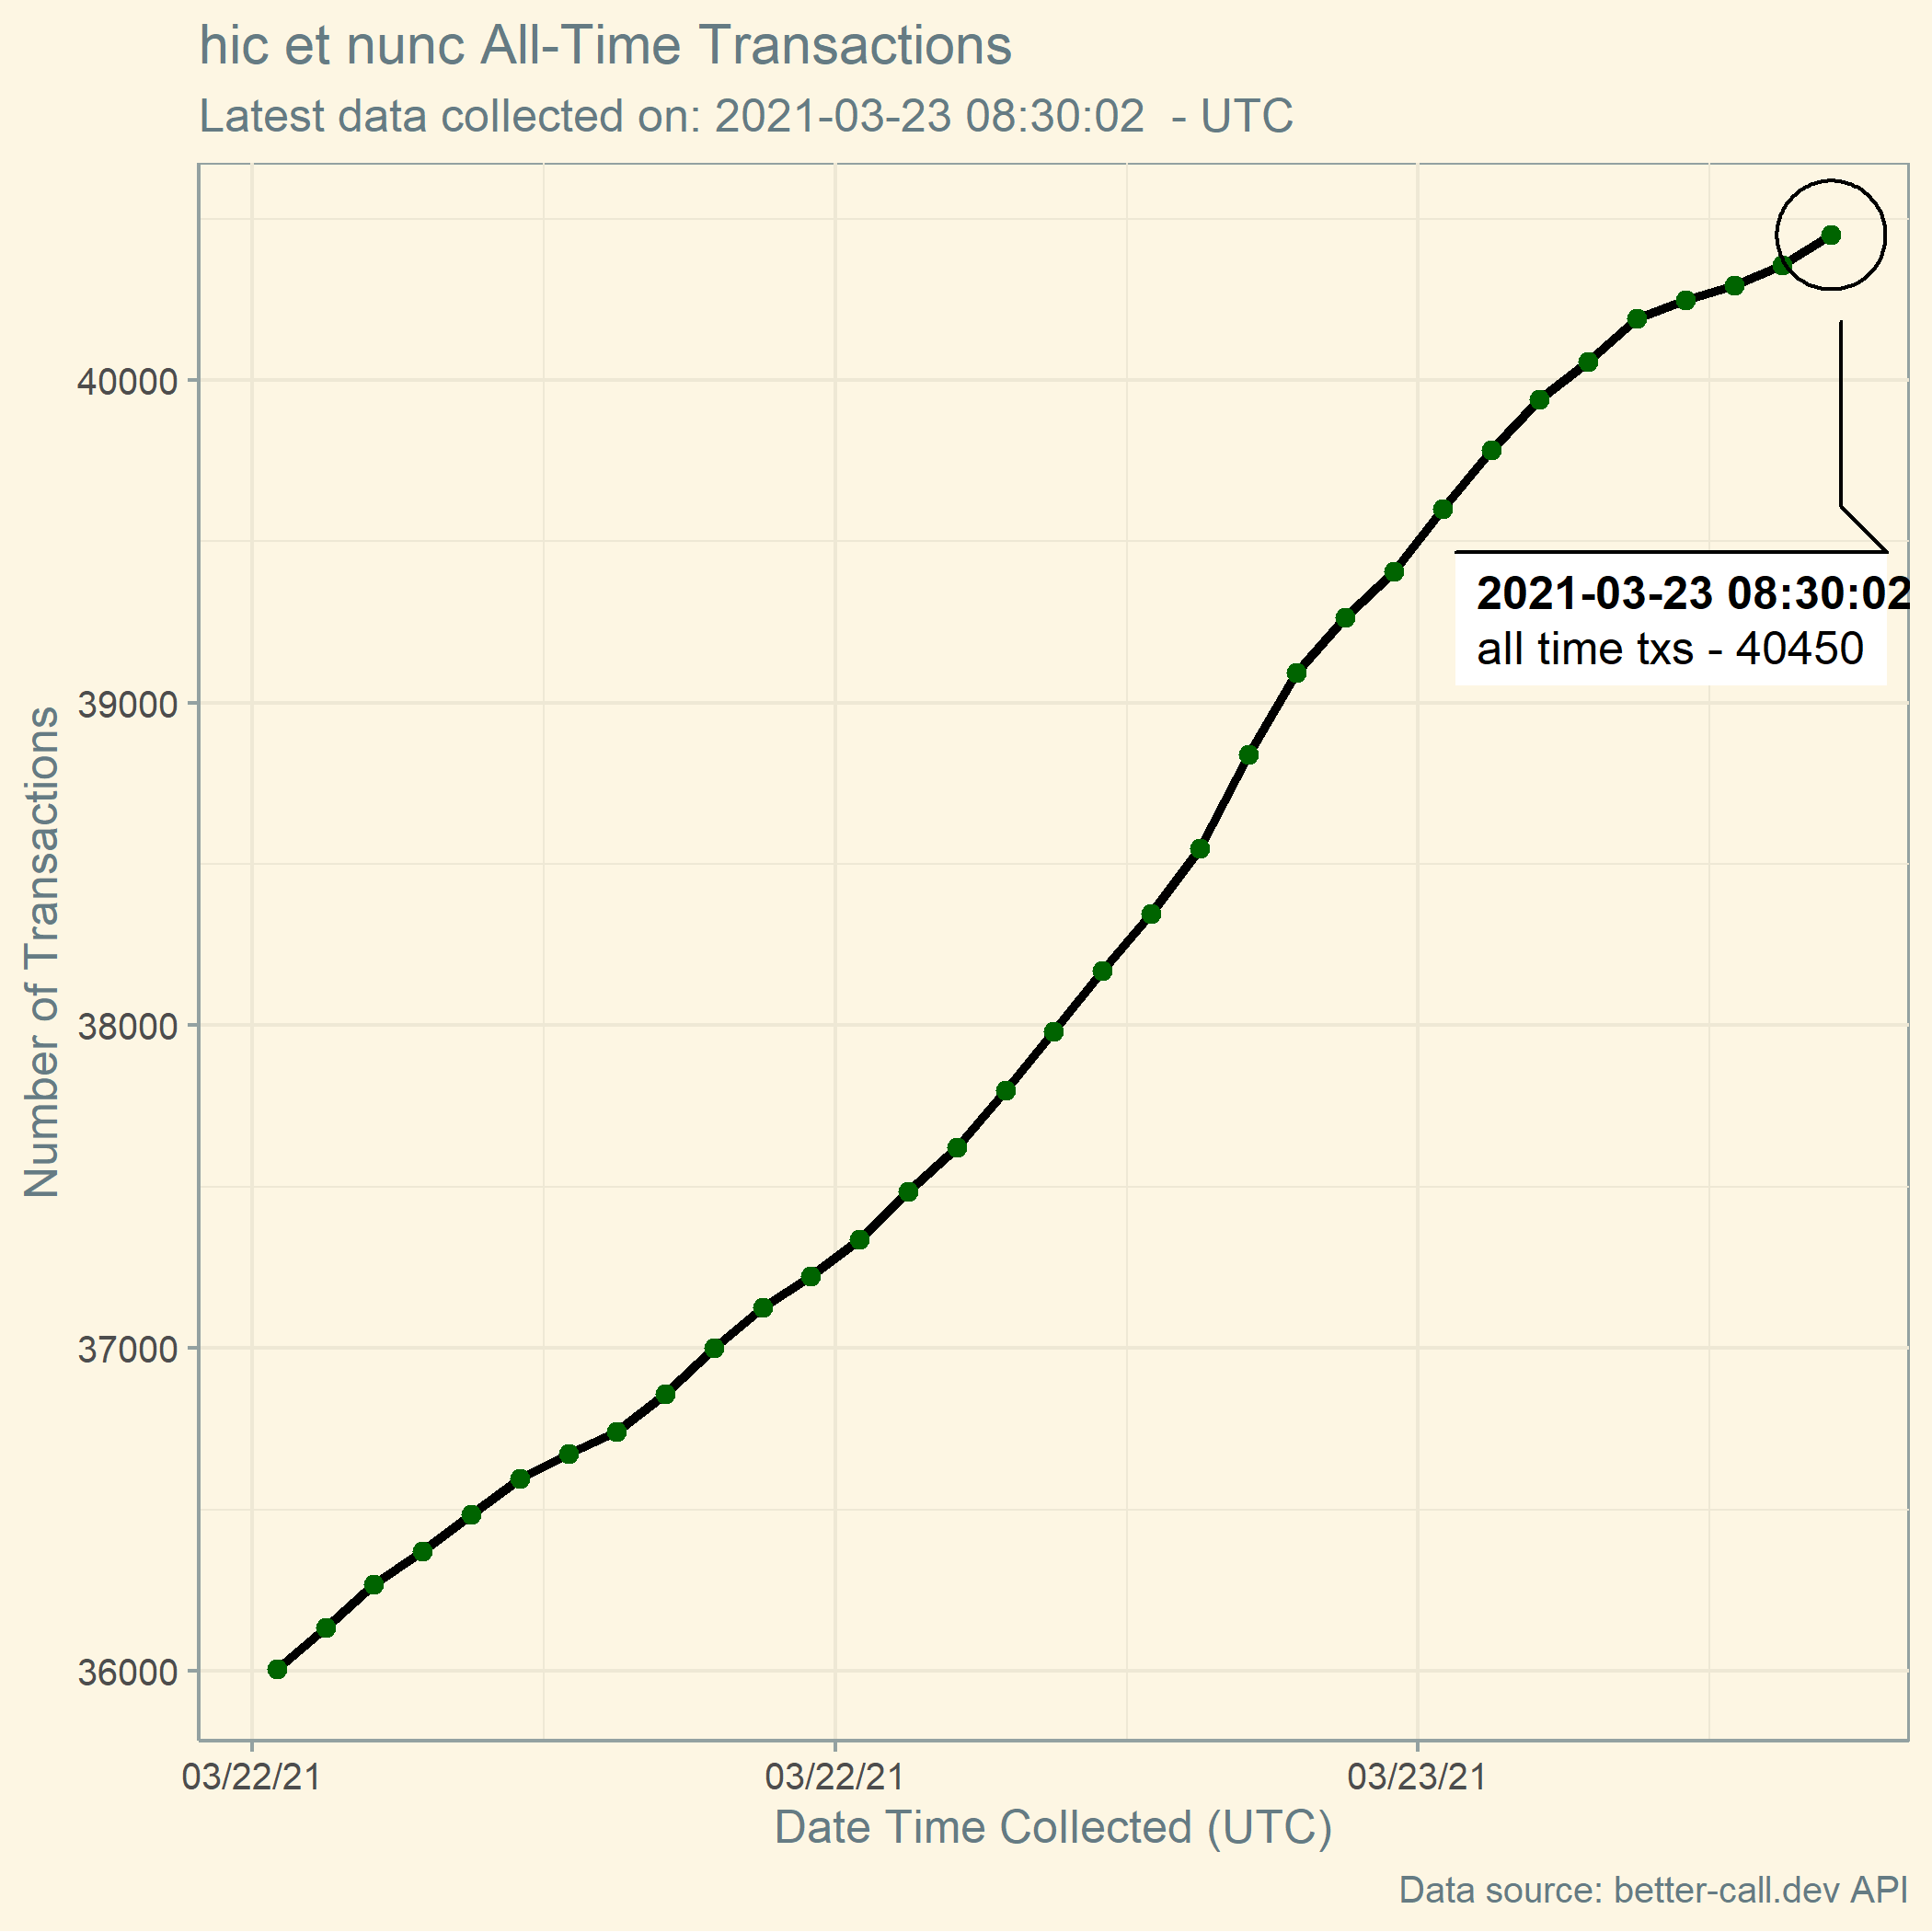 hic et nunc All-Time Transactions
Latest data collected on: 2021-03-23 08:30:02  - UTC
Number of Transactions
40000
39000
38000
37000
36000
2021-03-23 08:30:02
all time txs - 40450
03/22/21
03/22/21
03/23/21
Date Time Collected (UTC)
Data source: better-call.dev API